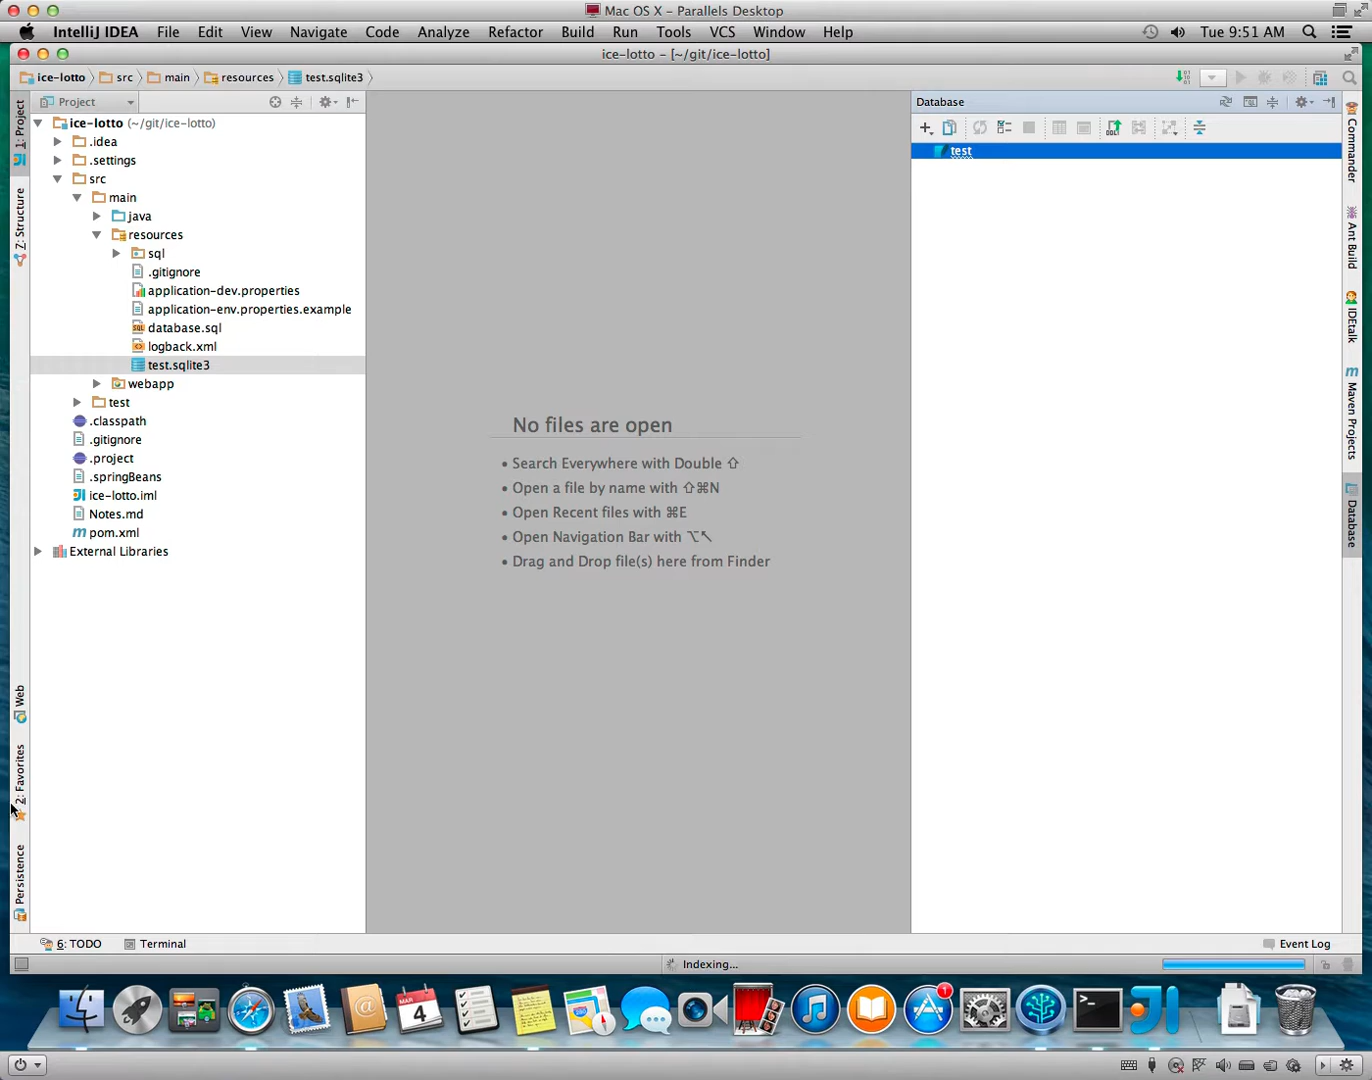 Mac OS X – Parallels Desktop
IntelliJ IDEA File Edit View Navigate Code Analyze Refactor Build Run Tools VCS Window Help Tue 9:51 AM
ice-lotto – [~/git/ice-lotto]
ice-lotto src main resources test.sqlite3
Project
Database
1: Project
7: Structure
Web
2: Favorites
Persistence
ice-lotto (~/git/ice-lotto)
.idea
.settings
src
main
java
resources
sql
.gitignore
application-dev.properties
application-env.properties.example
database.sql
logback.xml
test.sqlite3
webapp
test
.classpath
.gitignore
.project
.springBeans
ice-lotto.iml
Notes.md
pom.xml
External Libraries
No files are open
• Search Everywhere with Double ⇧
• Open a file by name with ⇧⌘N
• Open Recent files with ⌘E
• Open Navigation Bar with ⌥↖
• Drag and Drop file(s) here from Finder
test
Commander
Ant Build
IDEtalk
Maven Projects
Database
6: TODO Terminal Event Log
Indexing...
MAR
4
1